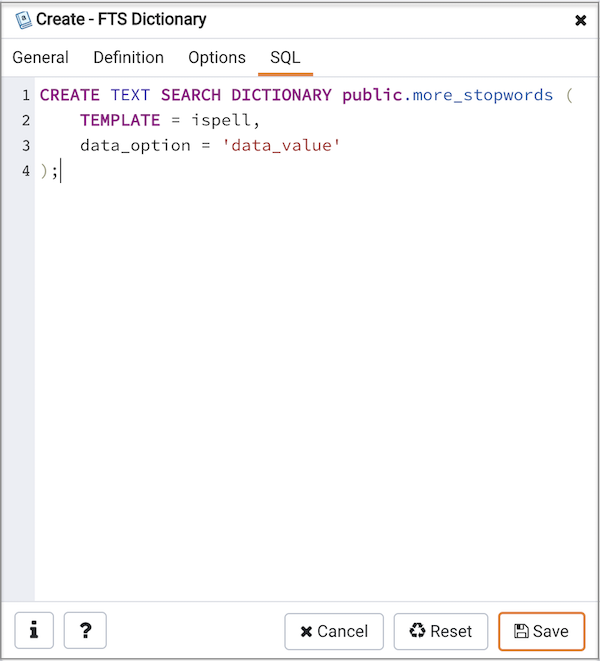 Create - FTS Dictionary
General Definition Options SQL
1 CREATE TEXT SEARCH DICTIONARY public.more_stopwords (
2     TEMPLATE = ispell,
3     data_option = 'data_value'
4 );
i ? Cancel Reset Save